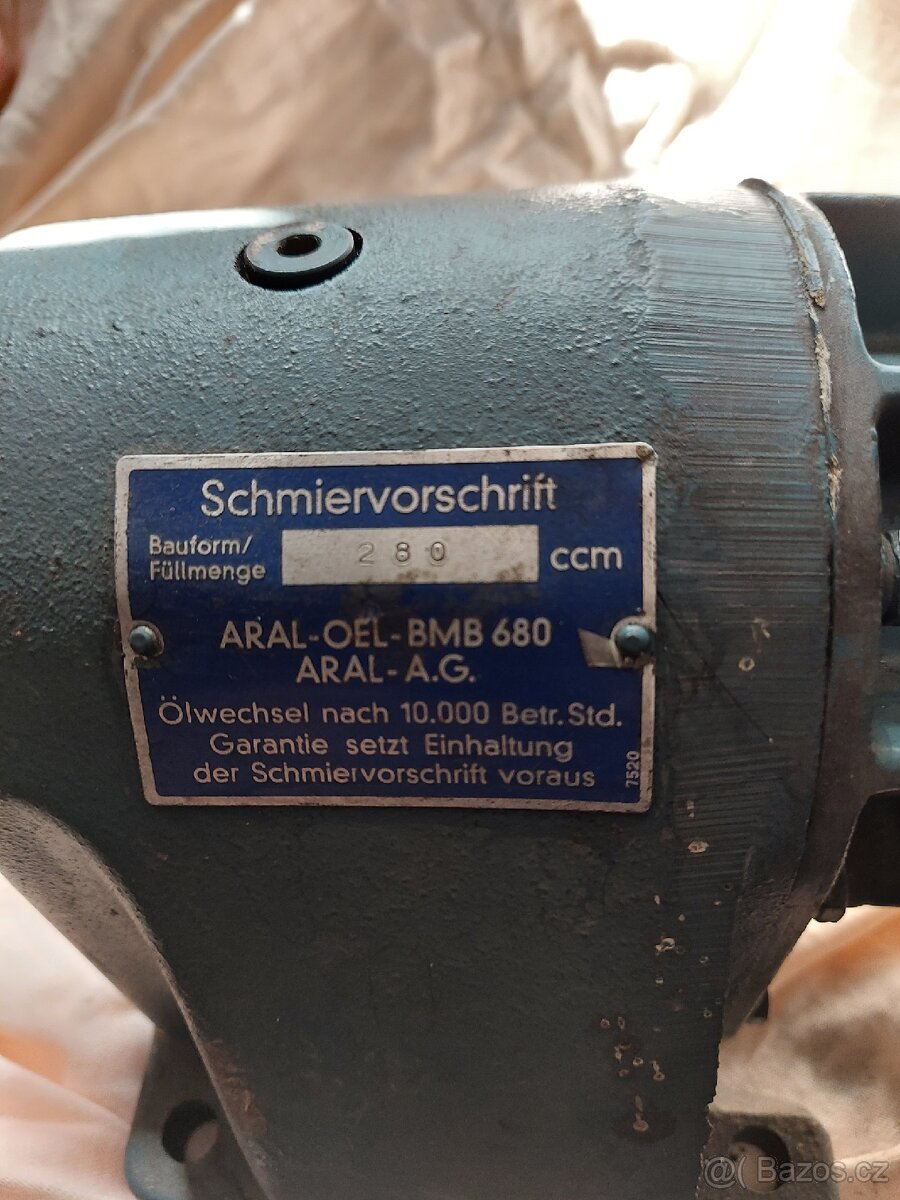 Schmiervorschrift
Bauform/
Füllmenge 280 ccm
ARAL-OEL-BMB 680
ARAL-A.G.
Ölwechsel nach 10.000 Betr.Std.
Garantie setzt Einhaltung
der Schmiervorschrift voraus
7520
@( Bazos.cz